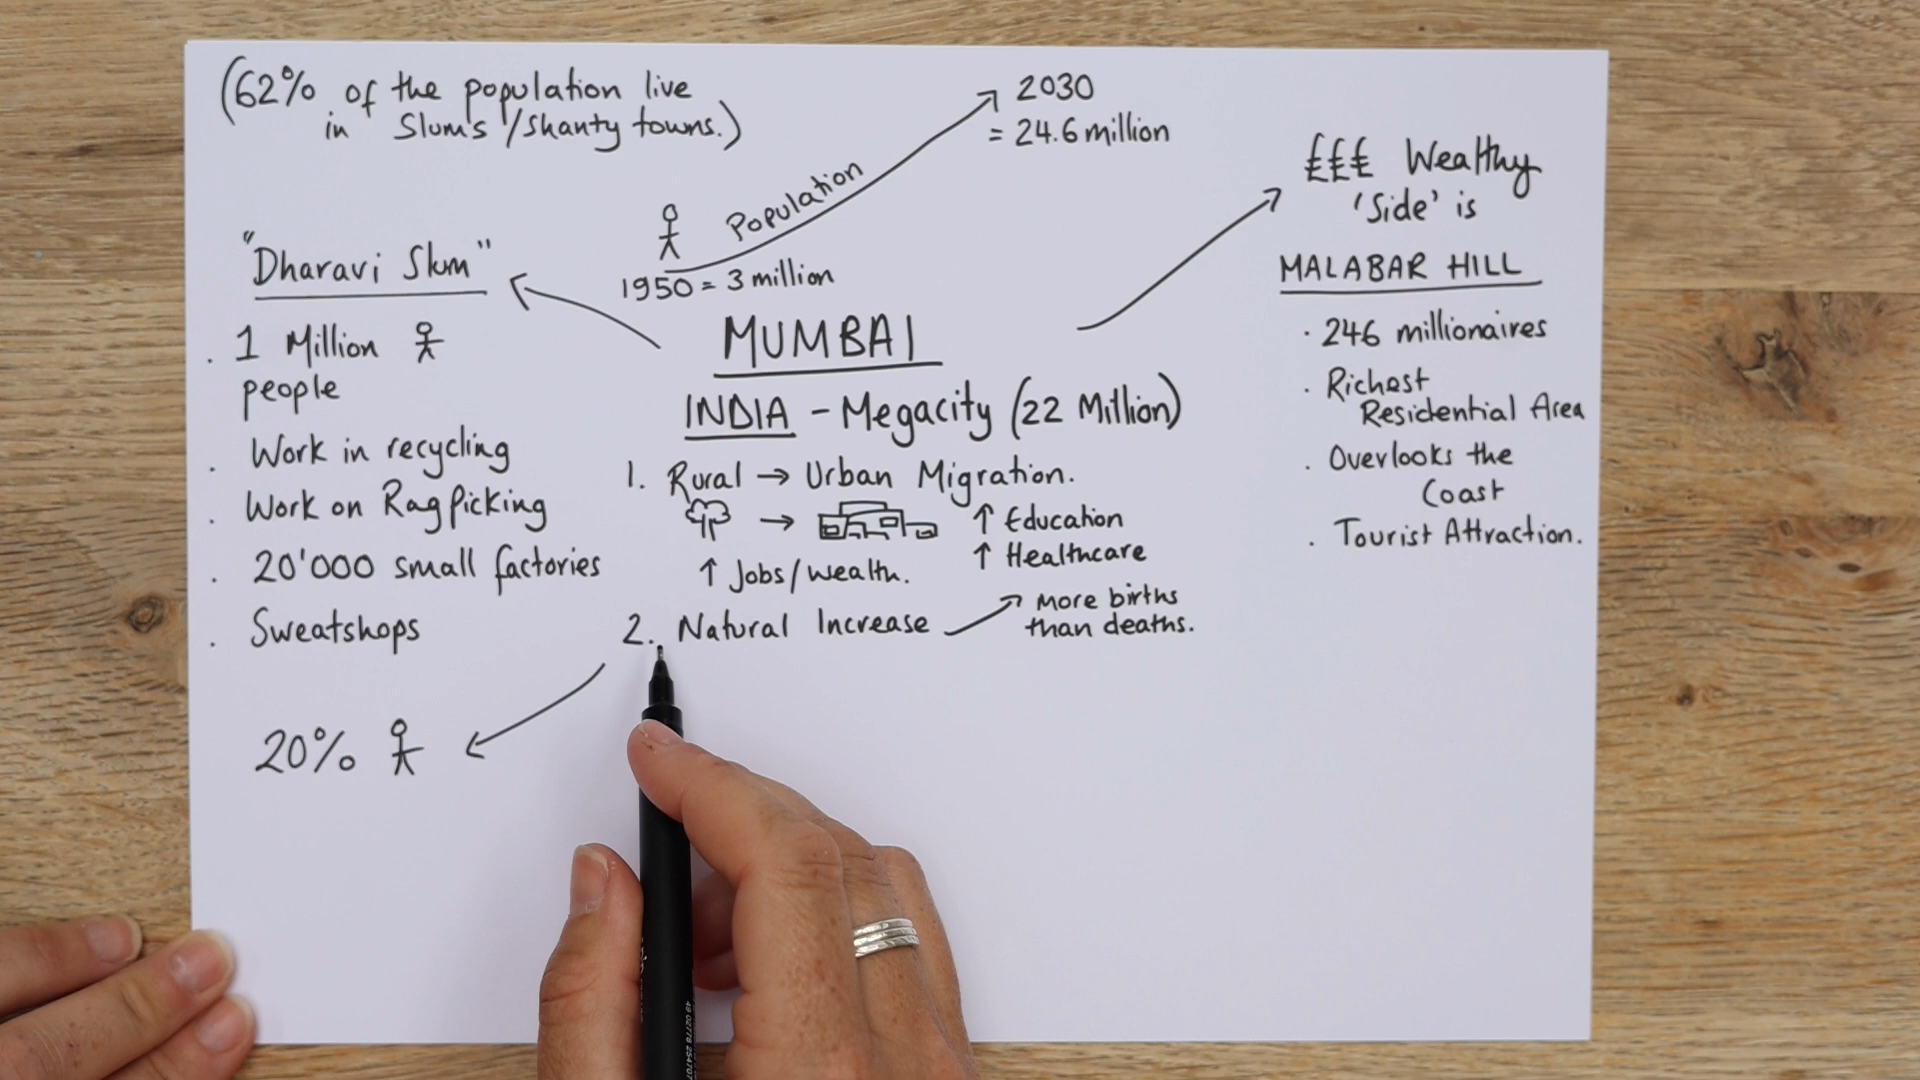 (62% of the population live
in Slums / Shanty towns.)
2030
= 24.6 million
Population
1950 = 3 million
£££ Wealthy
'Side' is
MALABAR HILL
· 246 millionaires
· Richest
Residential Area
· Overlooks the
Coast
· Tourist Attraction.
"Dharavi Slum"
· 1 Million
people
· Work in recycling
· Work on Ragpicking
· 20'000 small factories
· Sweatshops
20%
MUMBAI
INDIA - Megacity (22 Million)
1. Rural → Urban Migration.
→
↑ Education
↑ Healthcare
↑ Jobs/wealth.
2. Natural Increase
More births
than deaths.